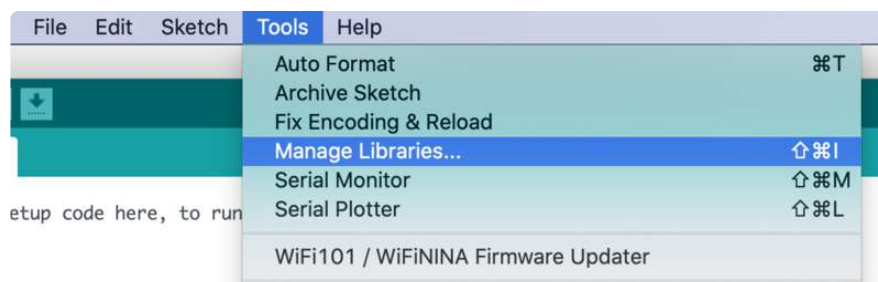 File Edit Sketch Tools Help
Auto Format ⌘T
Archive Sketch
Fix Encoding & Reload
Manage Libraries... ⇧⌘I
Serial Monitor ⇧⌘M
etup code here, to run
Serial Plotter ⇧⌘L
WiFi101 / WiFiNINA Firmware Updater